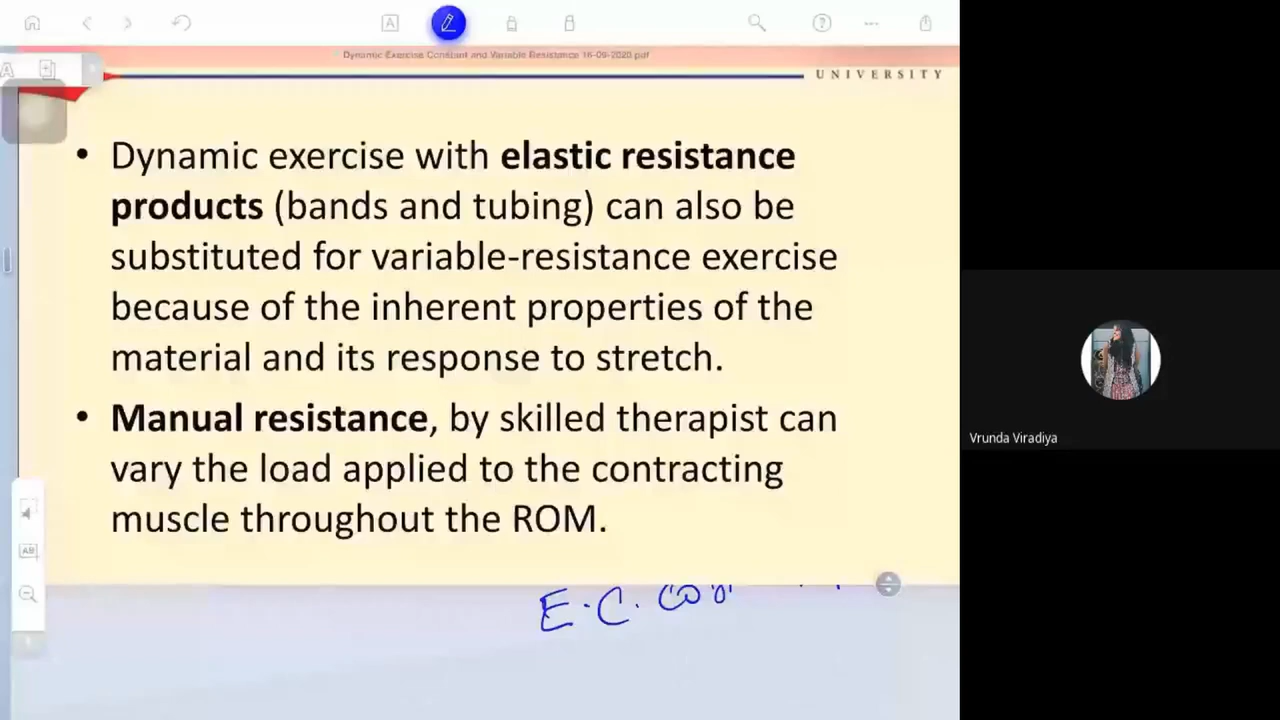 Dynamic Exercise Constant and Variable Resistance 16-09-2020.pdf
UNIVERSITY
• Dynamic exercise with elastic resistance
products (bands and tubing) can also be
substituted for variable-resistance exercise
because of the inherent properties of the
material and its response to stretch.
• Manual resistance, by skilled therapist can
vary the load applied to the contracting
muscle throughout the ROM.
E.C.
Vrunda Viradiya